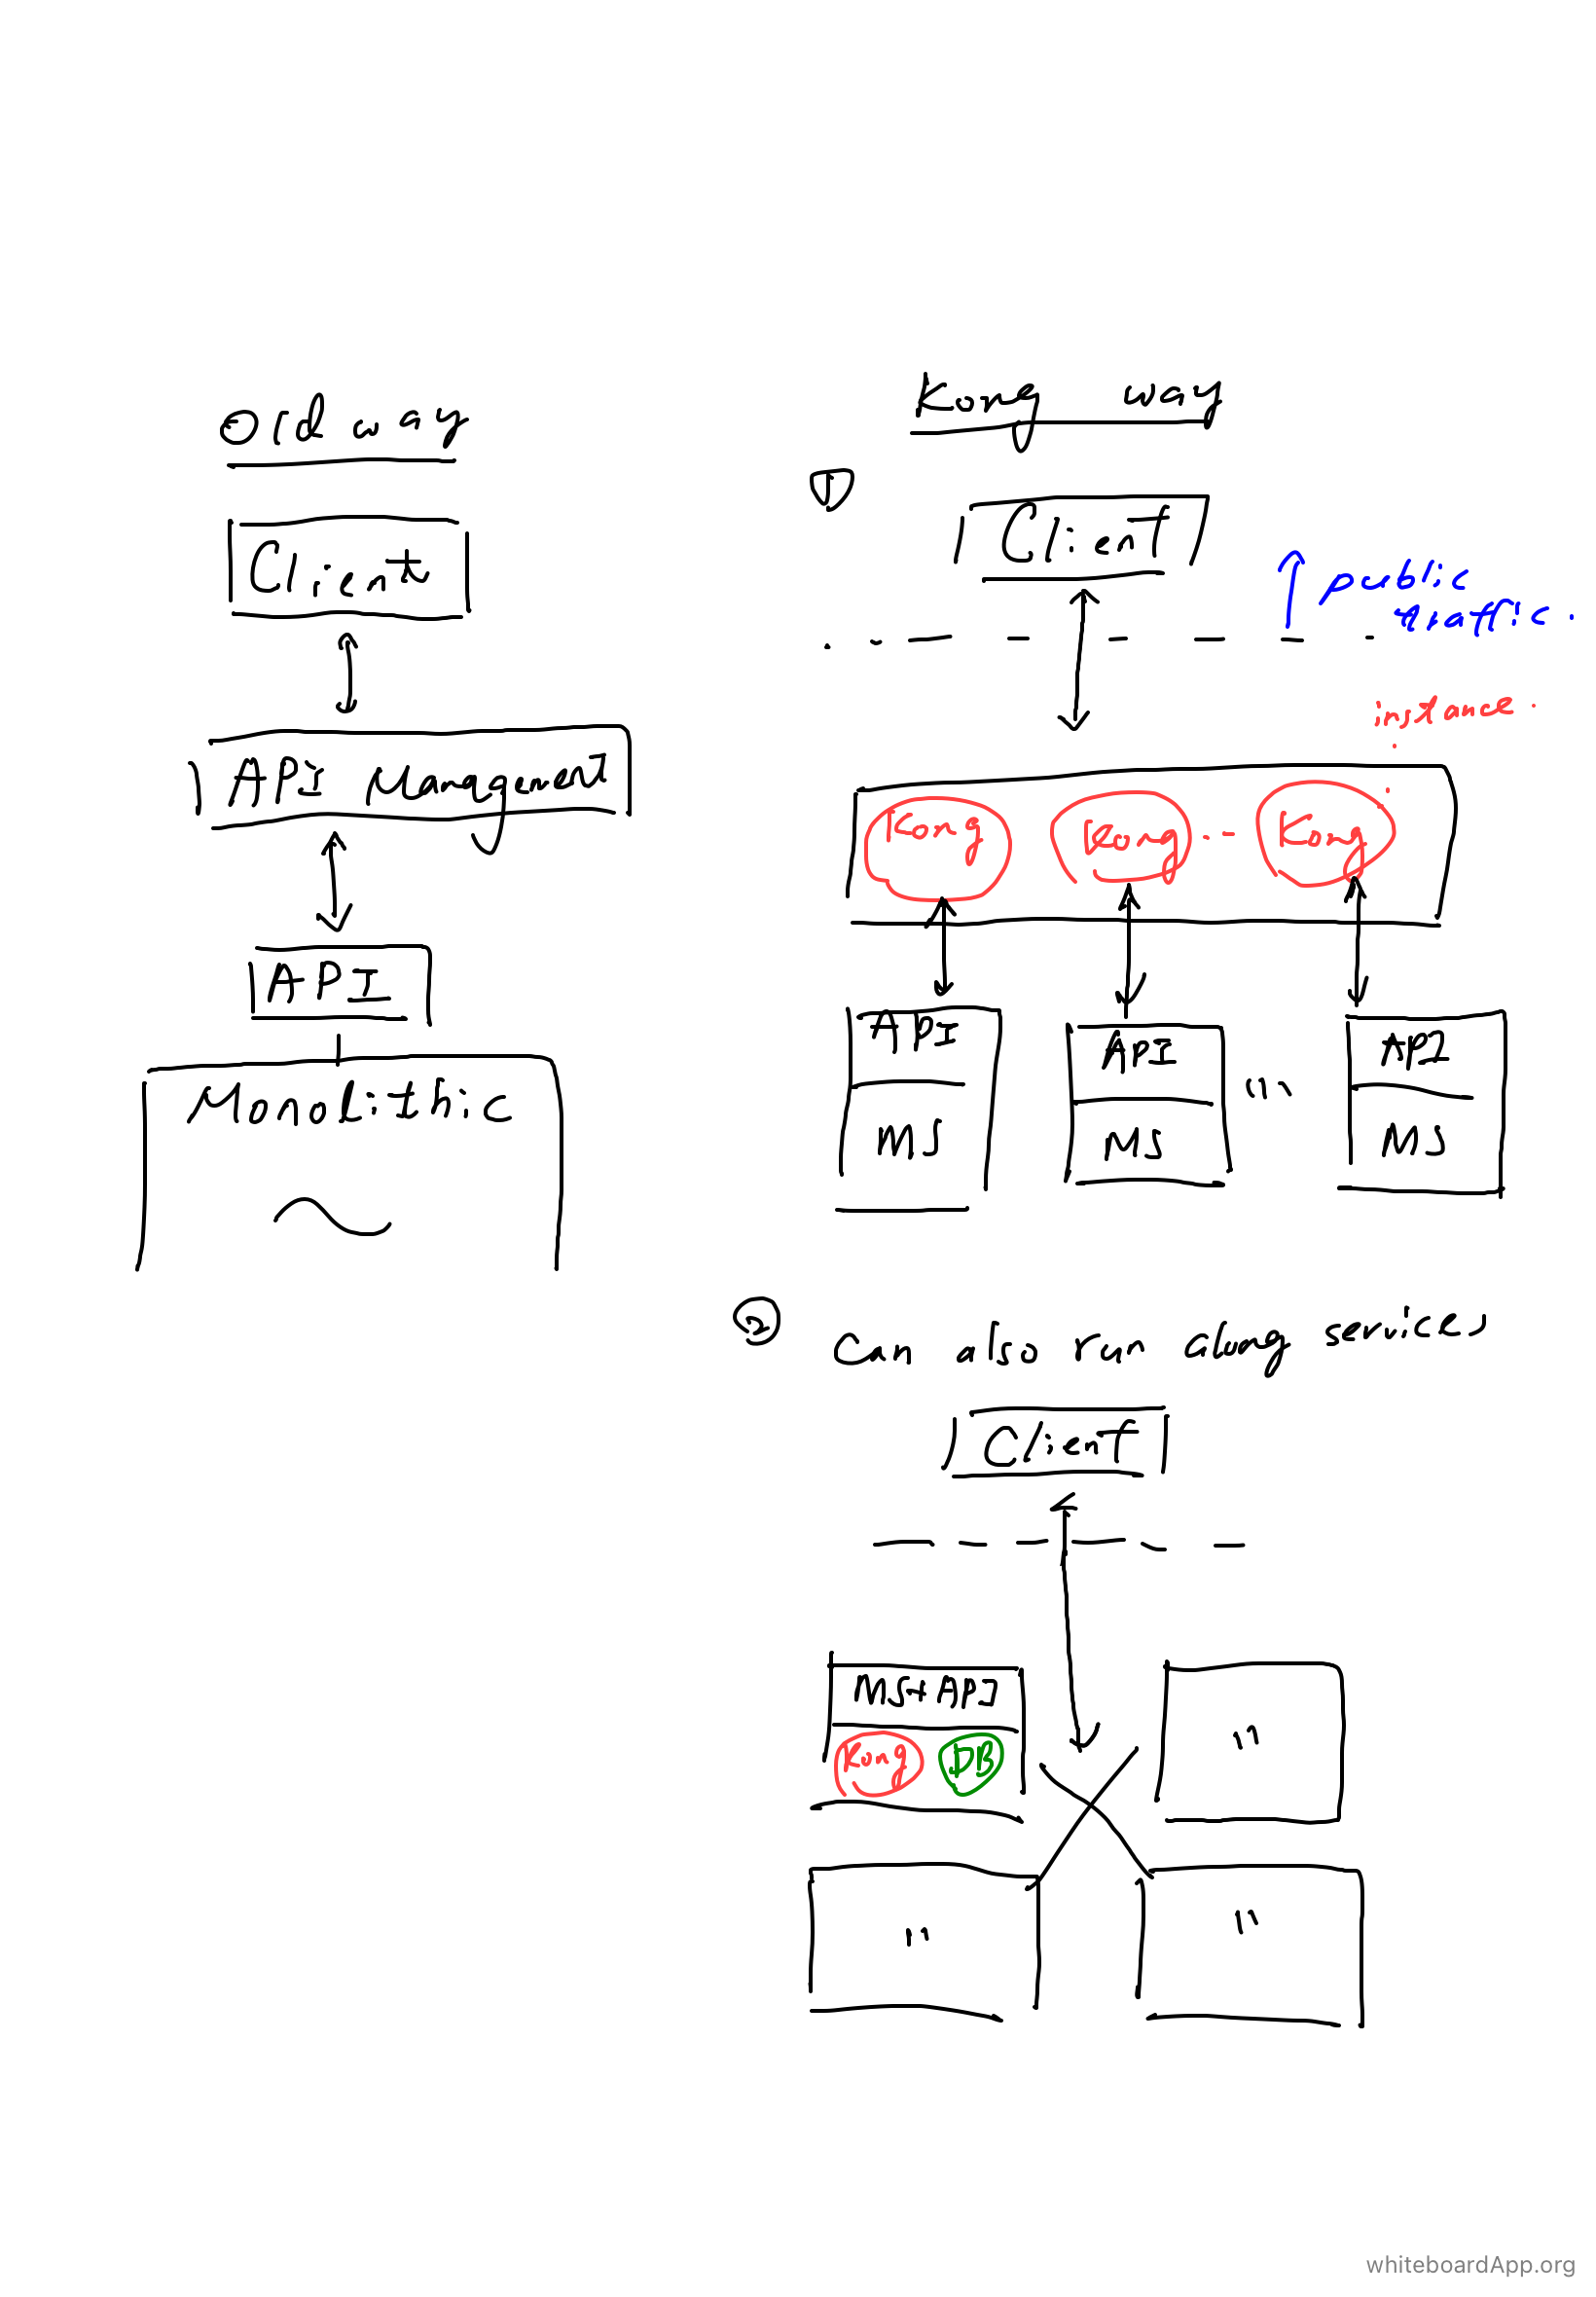 Old way
Client
API Management
API
Monolithic
Kong way
①
Client
public
traffic.
instance.
Kong Kong -- Kong
API API " API
MS MS MS
② Can also run along services
Client
MS+API
Kong DB
"
"
"
whiteboardApp.org